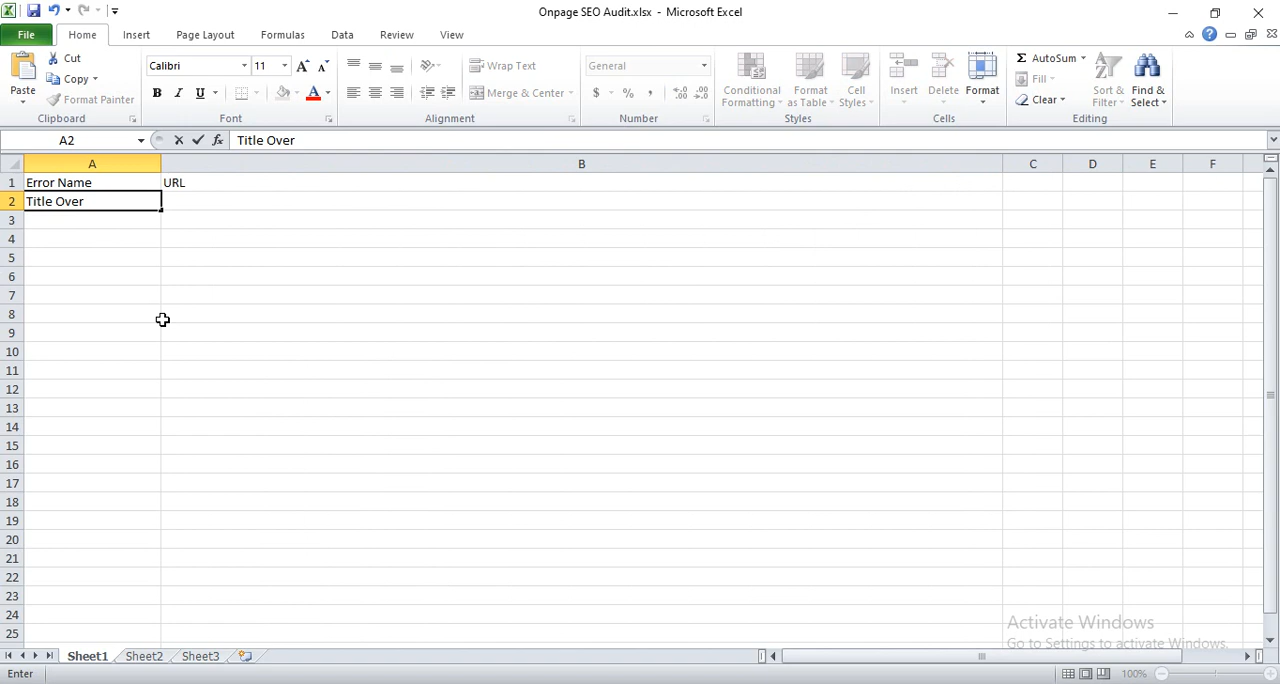 Onpage SEO Audit.xlsx - Microsoft Excel
File Home Insert Page Layout Formulas Data Review View
Paste
Cut
Copy
Format Painter
Clipboard
Calibri 11
B I U A
Font
Wrap Text
Merge & Center
Alignment
General
$ % ,
Number
Conditional Formatting
Format as Table
Cell Styles
Styles
Insert
Delete
Format
Cells
Σ AutoSum
Fill
Clear
Sort & Filter
Find & Select
Editing
A2 fx Title Over
A B C D E F
1 Error Name URL
2 Title Over
3
4
5
6
7
8
9
10
11
12
13
14
15
16
17
18
19
20
21
22
23
24
25
Activate Windows
Go to Settings to activate Windows.
Sheet1 Sheet2 Sheet3
Enter 100%